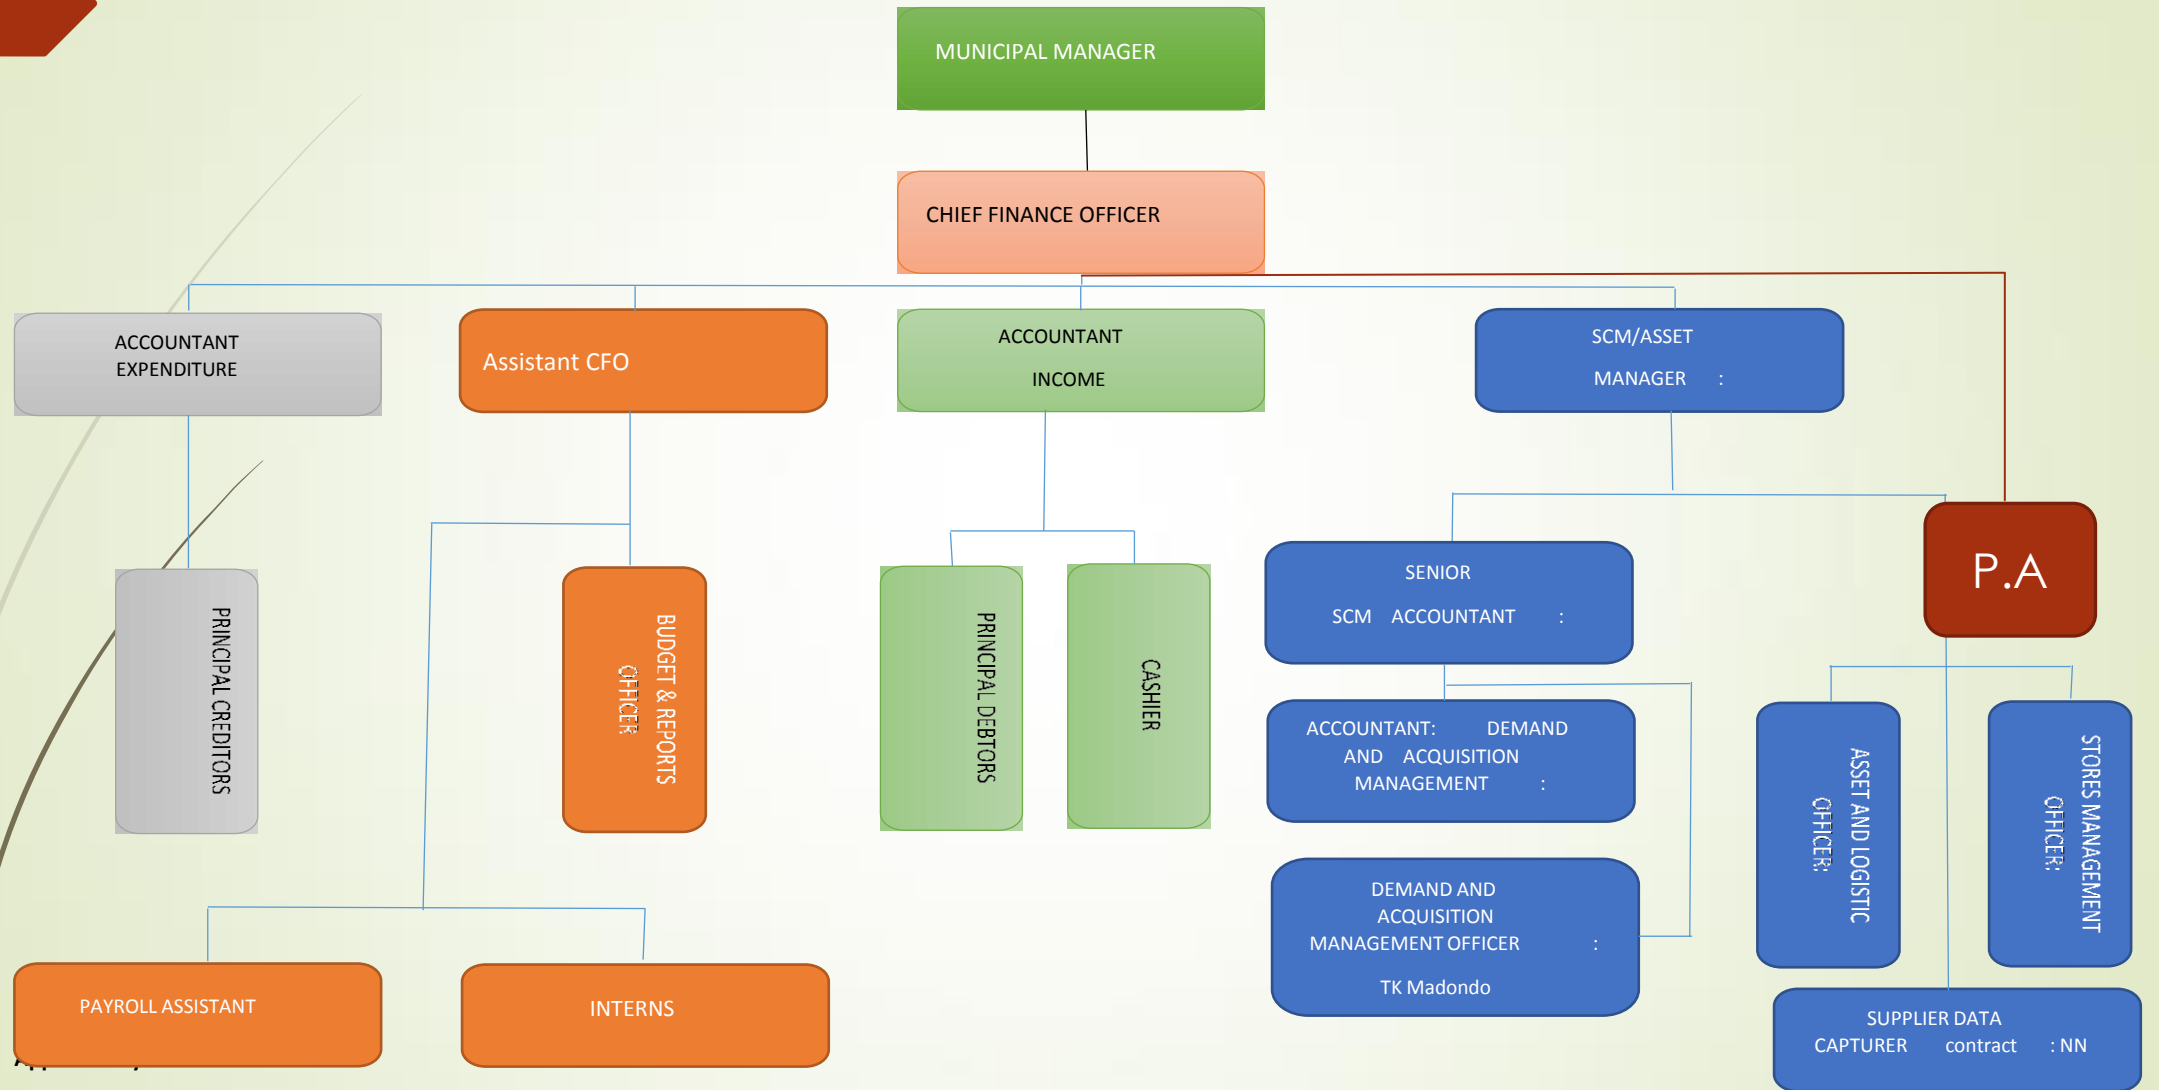 MUNICIPAL MANAGER
CHIEF FINANCE OFFICER
ACCOUNTANT
EXPENDITURE
Assistant CFO
ACCOUNTANT
INCOME
SCM/ASSET
MANAGER :
P.A
PRINCIPAL CREDITORS
BUDGET & REPORTS
OFFICER
PRINCIPAL DEBTORS
CASHIER
SENIOR
SCM ACCOUNTANT :
ACCOUNTANT: DEMAND
AND ACQUISITION
MANAGEMENT :
DEMAND AND
ACQUISITION
MANAGEMENT OFFICER :
TK Madondo
ASSET AND LOGISTIC
OFFICER:
STORES MANAGEMENT
OFFICER:
PAYROLL ASSISTANT
INTERNS
SUPPLIER DATA
CAPTURER contract : NN